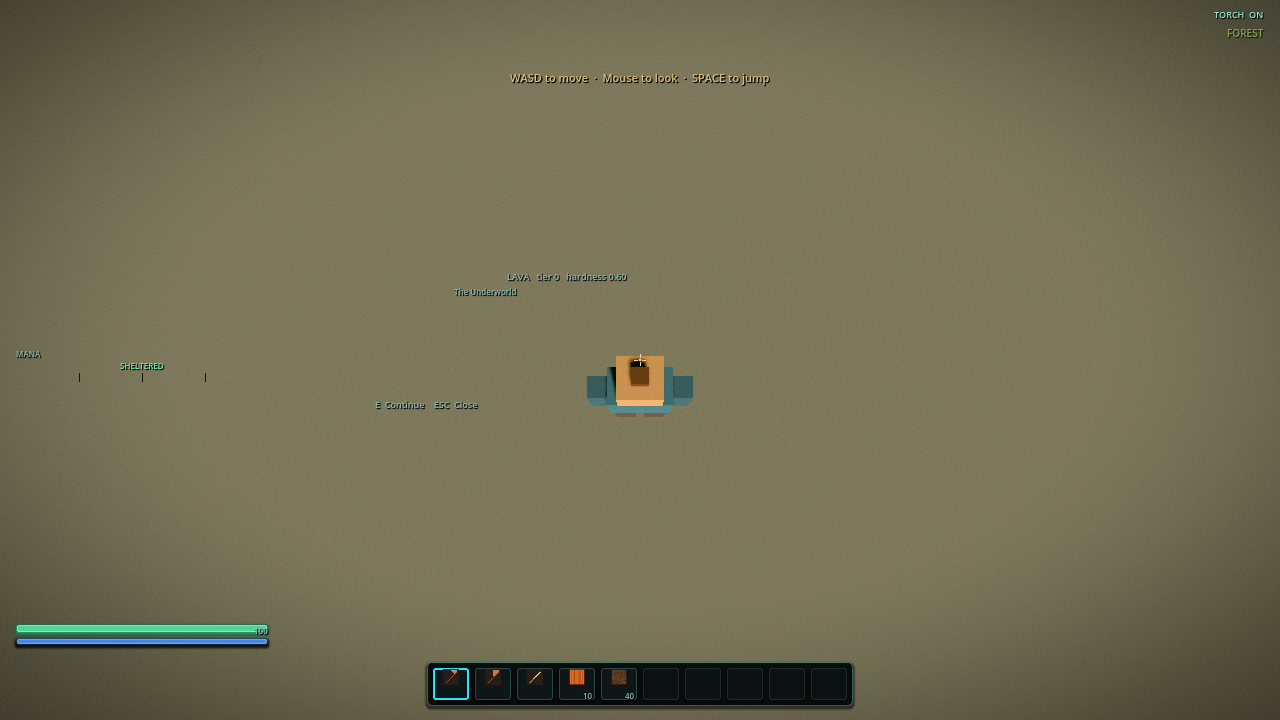 TORCH ON
FOREST
WASD to move · Mouse to look · SPACE to jump
LAVA tier 0 hardness 0.60
The Underworld
MANA
SHELTERED
E Continue ESC Close
100
10
40